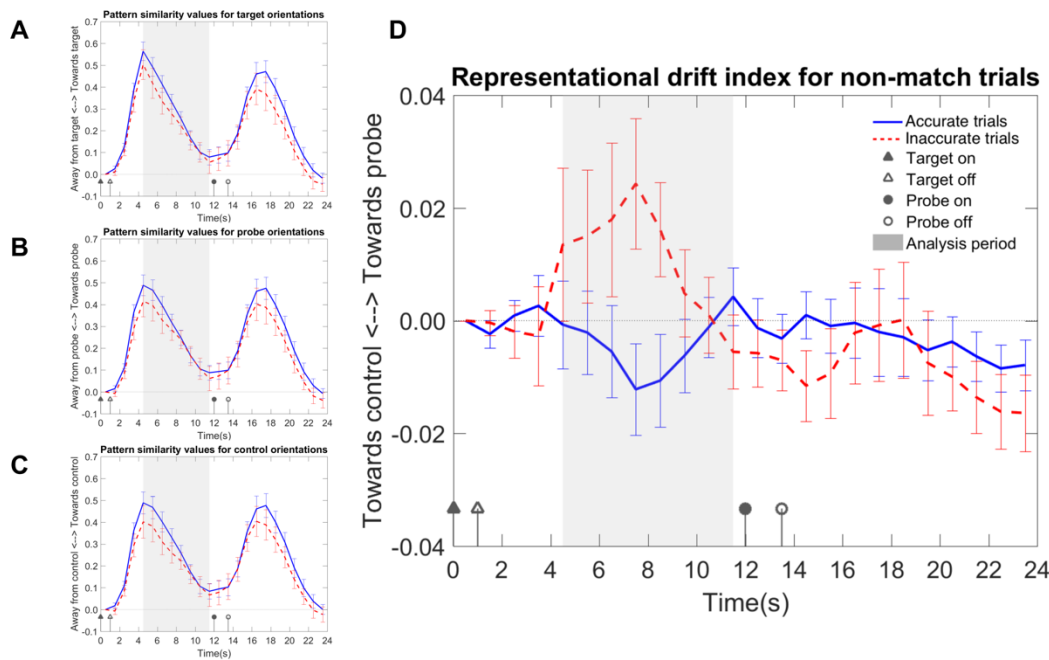 A
Pattern similarity values for target orientations
Away from target <--> Towards target
0.7
0.6
0.5
0.4
0.3
0.2
0.1
0.0
-0.1
0 2 4 6 8 10 12 14 16 18 20 22 24
Time(s)
B
Pattern similarity values for probe orientations
Away from probe <--> Towards probe
0.7
0.6
0.5
0.4
0.3
0.2
0.1
0.0
-0.1
0 2 4 6 8 10 12 14 16 18 20 22 24
Time(s)
C
Pattern similarity values for control orientations
Away from control <--> Towards control
0.7
0.6
0.5
0.4
0.3
0.2
0.1
0.0
-0.1
0 2 4 6 8 10 12 14 16 18 20 22 24
Time(s)
D
Representational drift index for non-match trials
Towards control <--> Towards probe
0.04
0.02
0.00
-0.02
-0.04
Accurate trials
Inaccurate trials
Target on
Target off
Probe on
Probe off
Analysis period
0 2 4 6 8 10 12 14 16 18 20 22 24
Time(s)